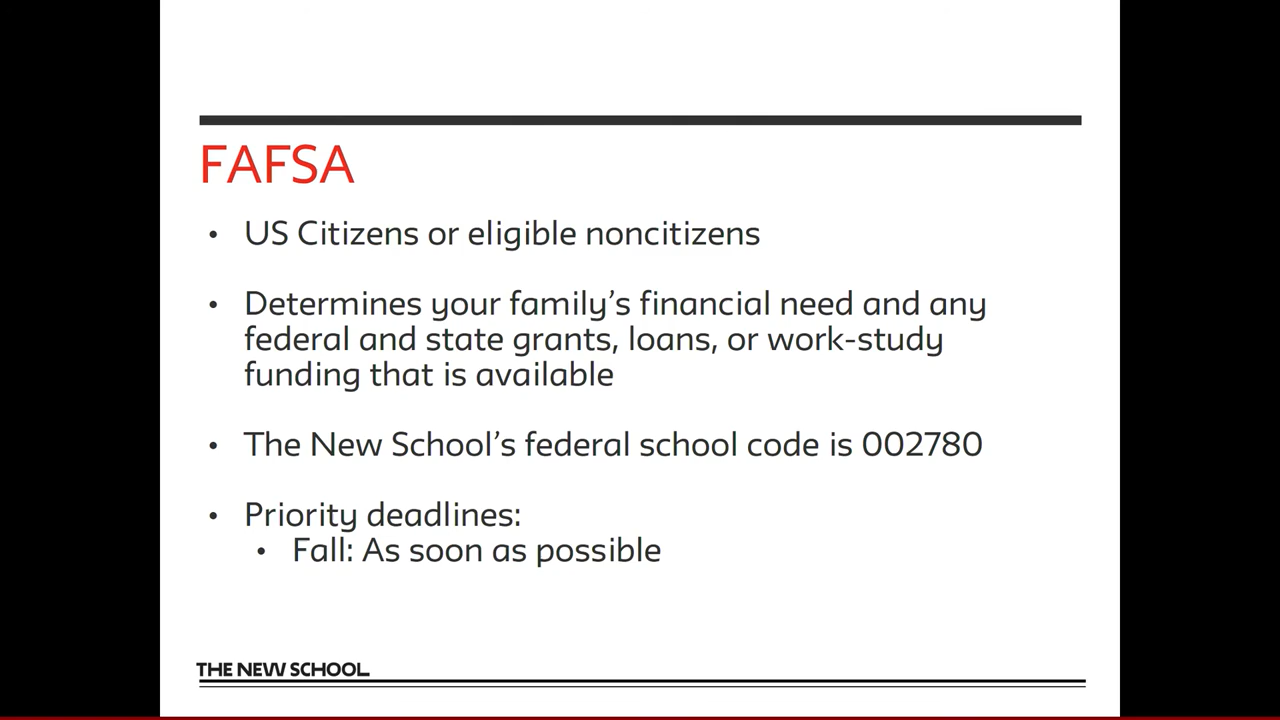 FAFSA
• US Citizens or eligible noncitizens
• Determines your family’s financial need and any
federal and state grants, loans, or work-study
funding that is available
• The New School’s federal school code is 002780
• Priority deadlines:
• Fall: As soon as possible
THE NEW SCHOOL